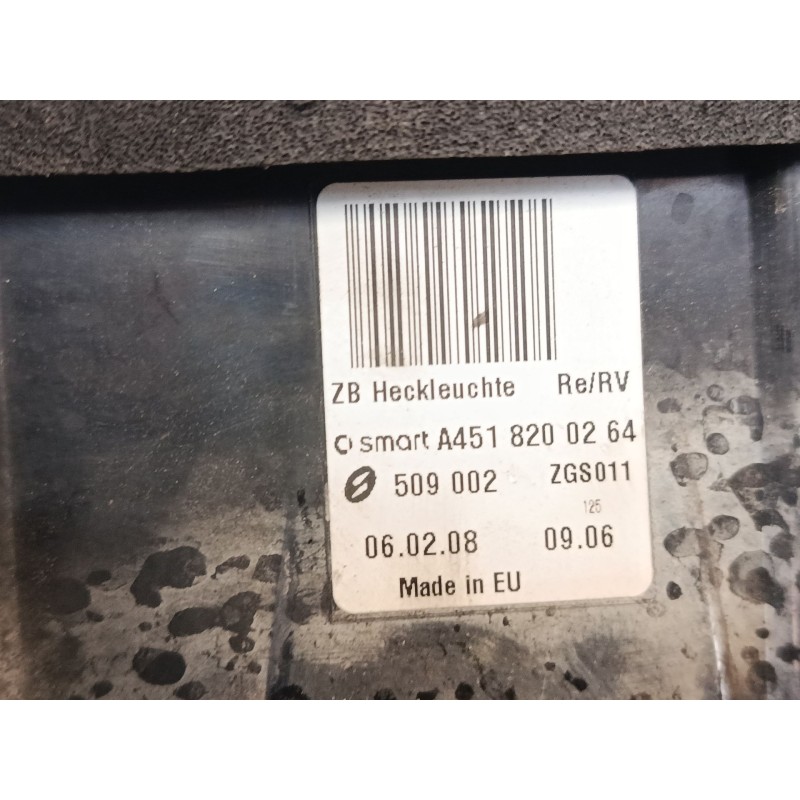 ZB Heckleuchte Re/RV
smart A451 820 02 64
509 002 ZGS011
125
06.02.08 09.06
Made in EU